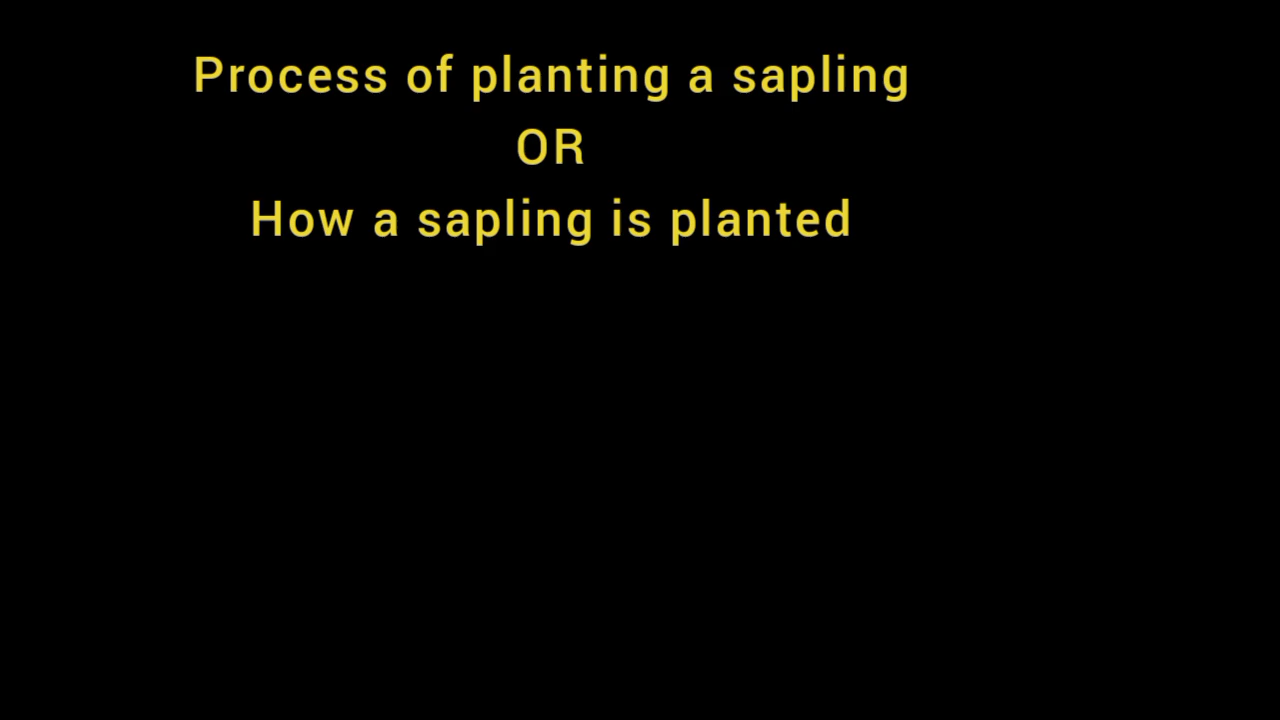 Process of planting a sapling
OR
How a sapling is planted